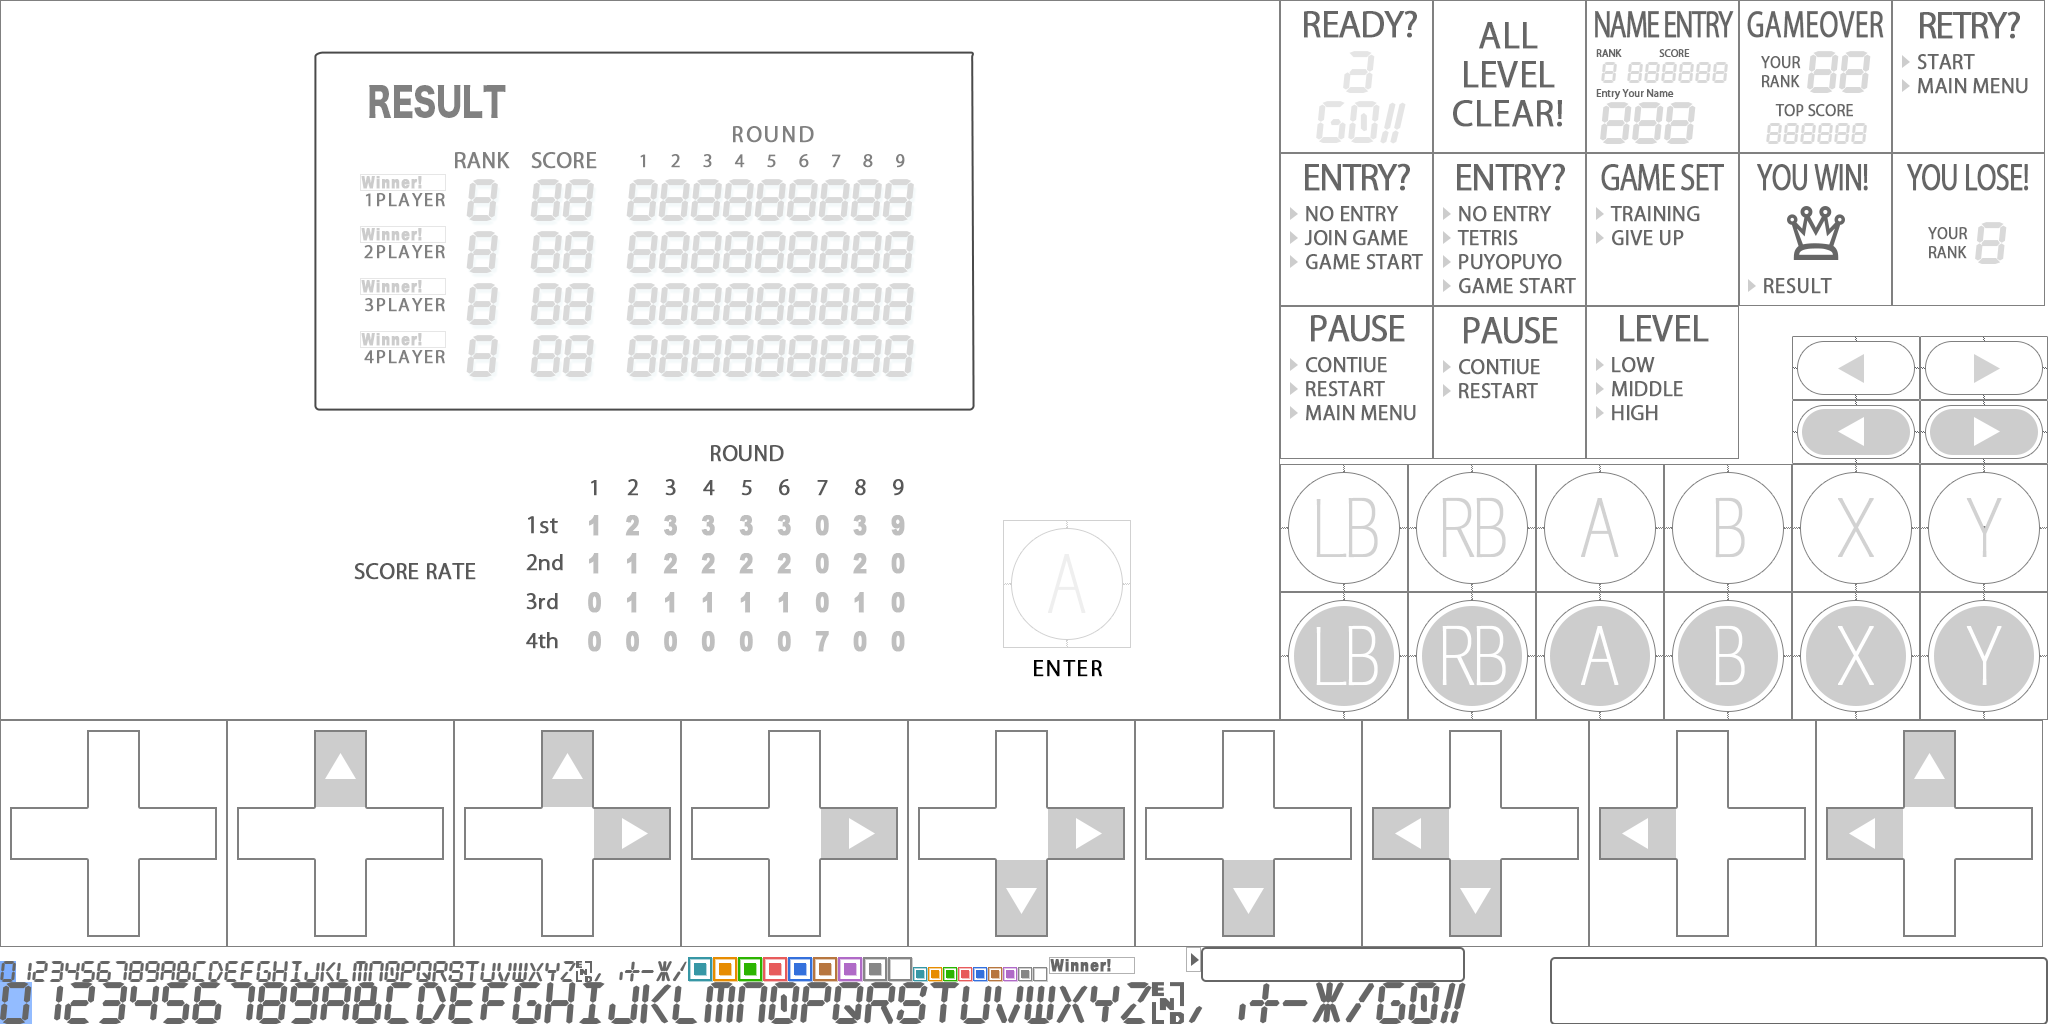 RESULT
ROUND
RANK SCORE 1 2 3 4 5 6 7 8 9
Winner!
1PLAYER 8 88 888888888
Winner!
2PLAYER 8 88 888888888
Winner!
3PLAYER 8 88 888888888
Winner!
4PLAYER 8 88 888888888
ROUND
1 2 3 4 5 6 7 8 9
1st 1 2 3 3 3 3 0 3 9
SCORE RATE
2nd 1 1 2 2 2 2 0 2 0
3rd 0 1 1 1 1 1 0 1 0
4th 0 0 0 0 0 0 7 0 0
A
ENTER
READY?
GO!!
ALL
LEVEL
CLEAR!
NAME ENTRY
RANK SCORE
8 888888
Entry Your Name
888
GAMEOVER
YOUR
RANK 88
TOP SCORE
888888
RETRY?
START
MAIN MENU
ENTRY?
NO ENTRY
JOIN GAME
GAME START
ENTRY?
NO ENTRY
TETRIS
PUYOPUYO
GAME START
GAME SET
TRAINING
GIVE UP
YOU WIN!
RESULT
YOU LOSE!
YOUR
RANK 8
PAUSE
CONTIUE
RESTART
MAIN MENU
PAUSE
CONTIUE
RESTART
LEVEL
LOW
MIDDLE
HIGH
LB RB A B X Y
LB RB A B X Y
0123456789ABCDEFGHIJKLMNOPQRSTUVWXYZ END , .+-*/
Winner!
0123456789ABCDEFGHIJKLMNOPQRSTUVWXYZ END , .+-*/GO!!